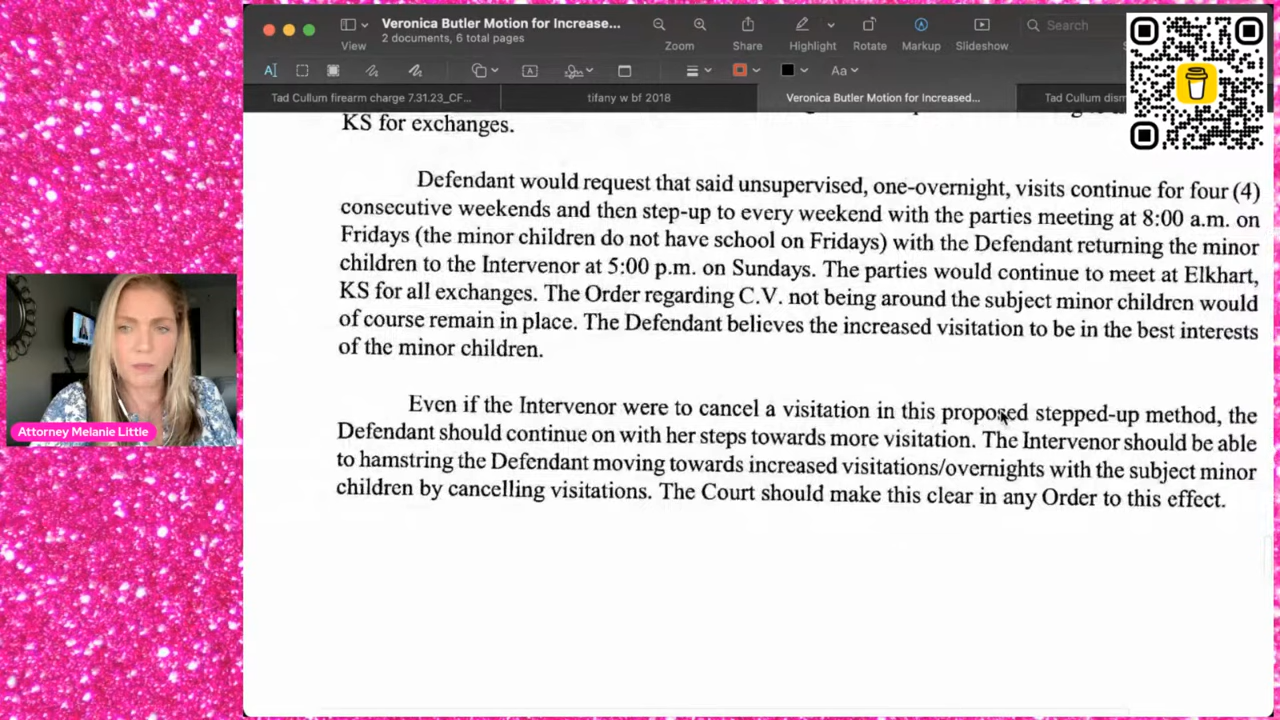 Veronica Butler Motion for Increase...
2 documents, 6 total pages
View
Zoom
Share
Highlight
Rotate
Markup
Slideshow
Search
Aa
Tad Cullum firearm charge 7.31.23_CF...
tifany w bf 2018
Veronica Butler Motion for Increased...
Tad Cullum
KS for exchanges.
Defendant would request that said unsupervised, one-overnight, visits continue for four (4)
consecutive weekends and then step-up to every weekend with the parties meeting at 8:00 a.m. on
Fridays (the minor children do not have school on Fridays) with the Defendant returning the minor
children to the Intervenor at 5:00 p.m. on Sundays. The parties would continue to meet at Elkhart,
KS for all exchanges. The Order regarding C.V. not being around the subject minor children would
of course remain in place. The Defendant believes the increased visitation to be in the best interests
of the minor children.
Even if the Intervenor were to cancel a visitation in this proposed stepped-up method, the
Defendant should continue on with her steps towards more visitation. The Intervenor should be able
to hamstring the Defendant moving towards increased visitations/overnights with the subject minor
children by cancelling visitations. The Court should make this clear in any Order to this effect.
Attorney Melanie Little